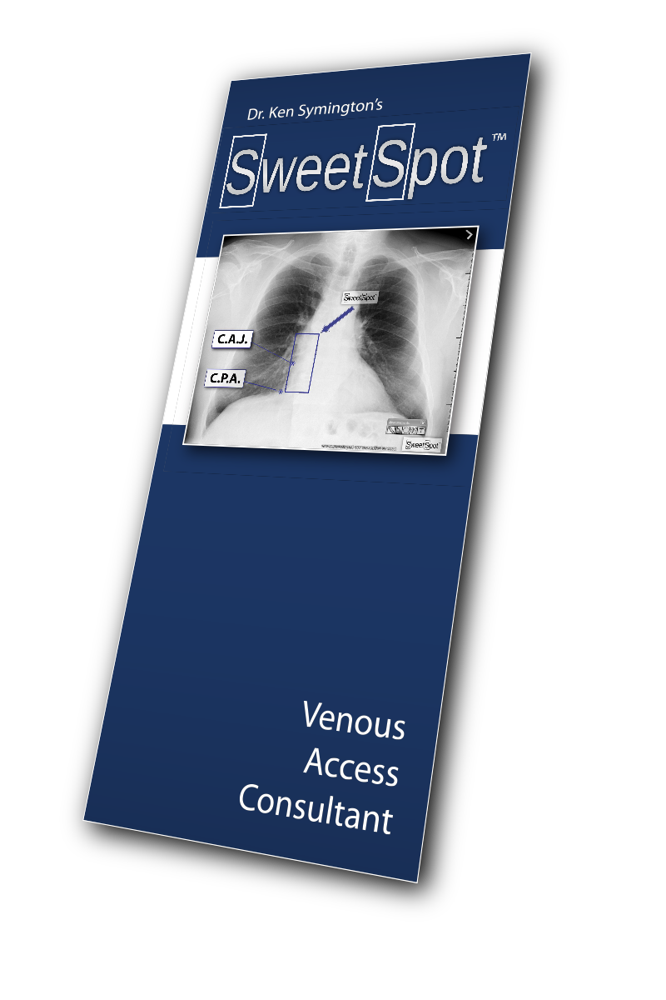 Dr. Ken Symington's
SweetSpot™
SweetSpot
C.A.J.
C.P.A.
SweetSpot
Venous
Access
Consultant